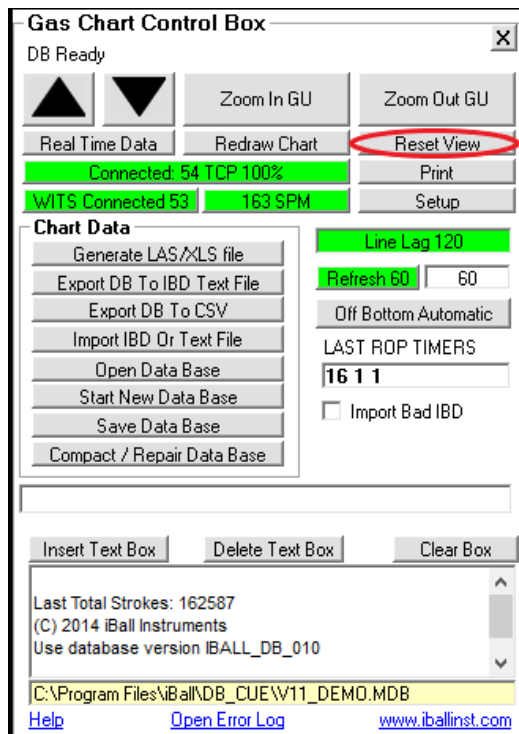 Gas Chart Control Box
X
DB Ready
Zoom In GU
Zoom Out GU
Real Time Data
Redraw Chart
Reset View
Connected: 54 TCP 100%
Print
WITS Connected 53
163 SPM
Setup
Chart Data
Line Lag 120
Generate LAS/XLS file
Export DB To IBD Text File
Refresh 60
60
Export DB To CSV
Off Bottom Automatic
Import IBD Or Text File
LAST ROP TIMERS
Open Data Base
16 1 1
Start New Data Base
Import Bad IBD
Save Data Base
Compact / Repair Data Base
Insert Text Box
Delete Text Box
Clear Box
Last Total Strokes: 162587
(C) 2014 iBall Instruments
Use database version IBALL_DB_010
C:\Program Files\iBall\DB_CUE\V11_DEMO.MDB
Help
Open Error Log
www.iballinst.com